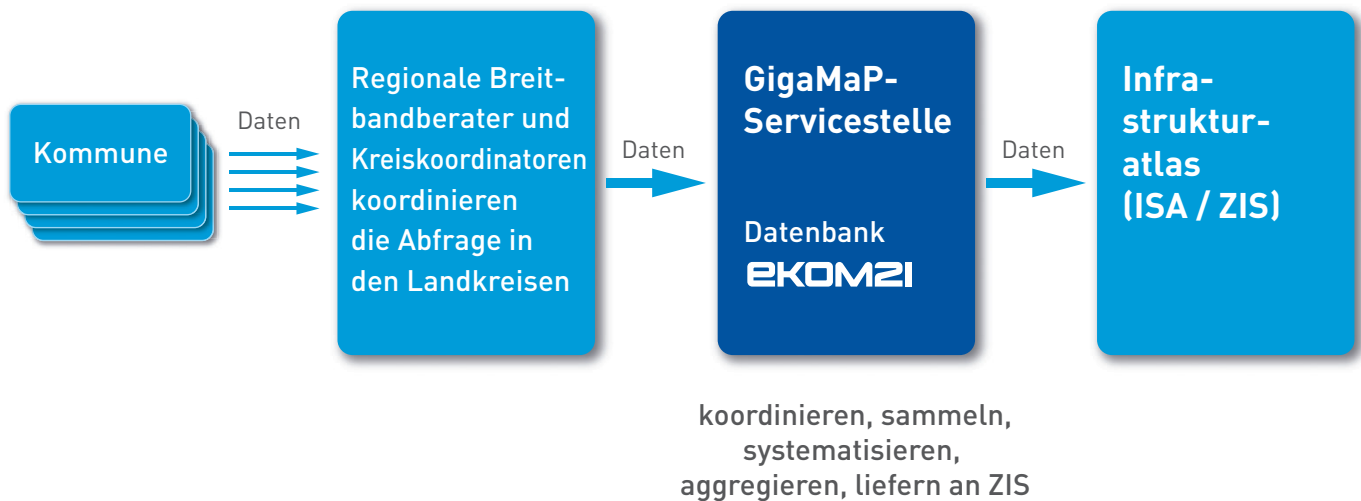 Kommune
Daten
Regionale Breit-
bandberater und
Kreiskoordinatoren
koordinieren
die Abfrage in
den Landkreisen
Daten
GigaMaP-
Servicestelle
Datenbank
ekom21
Daten
Infra-
struktur-
atlas
(ISA / ZIS)
koordinieren, sammeln,
systematisieren,
aggregieren, liefern an ZIS